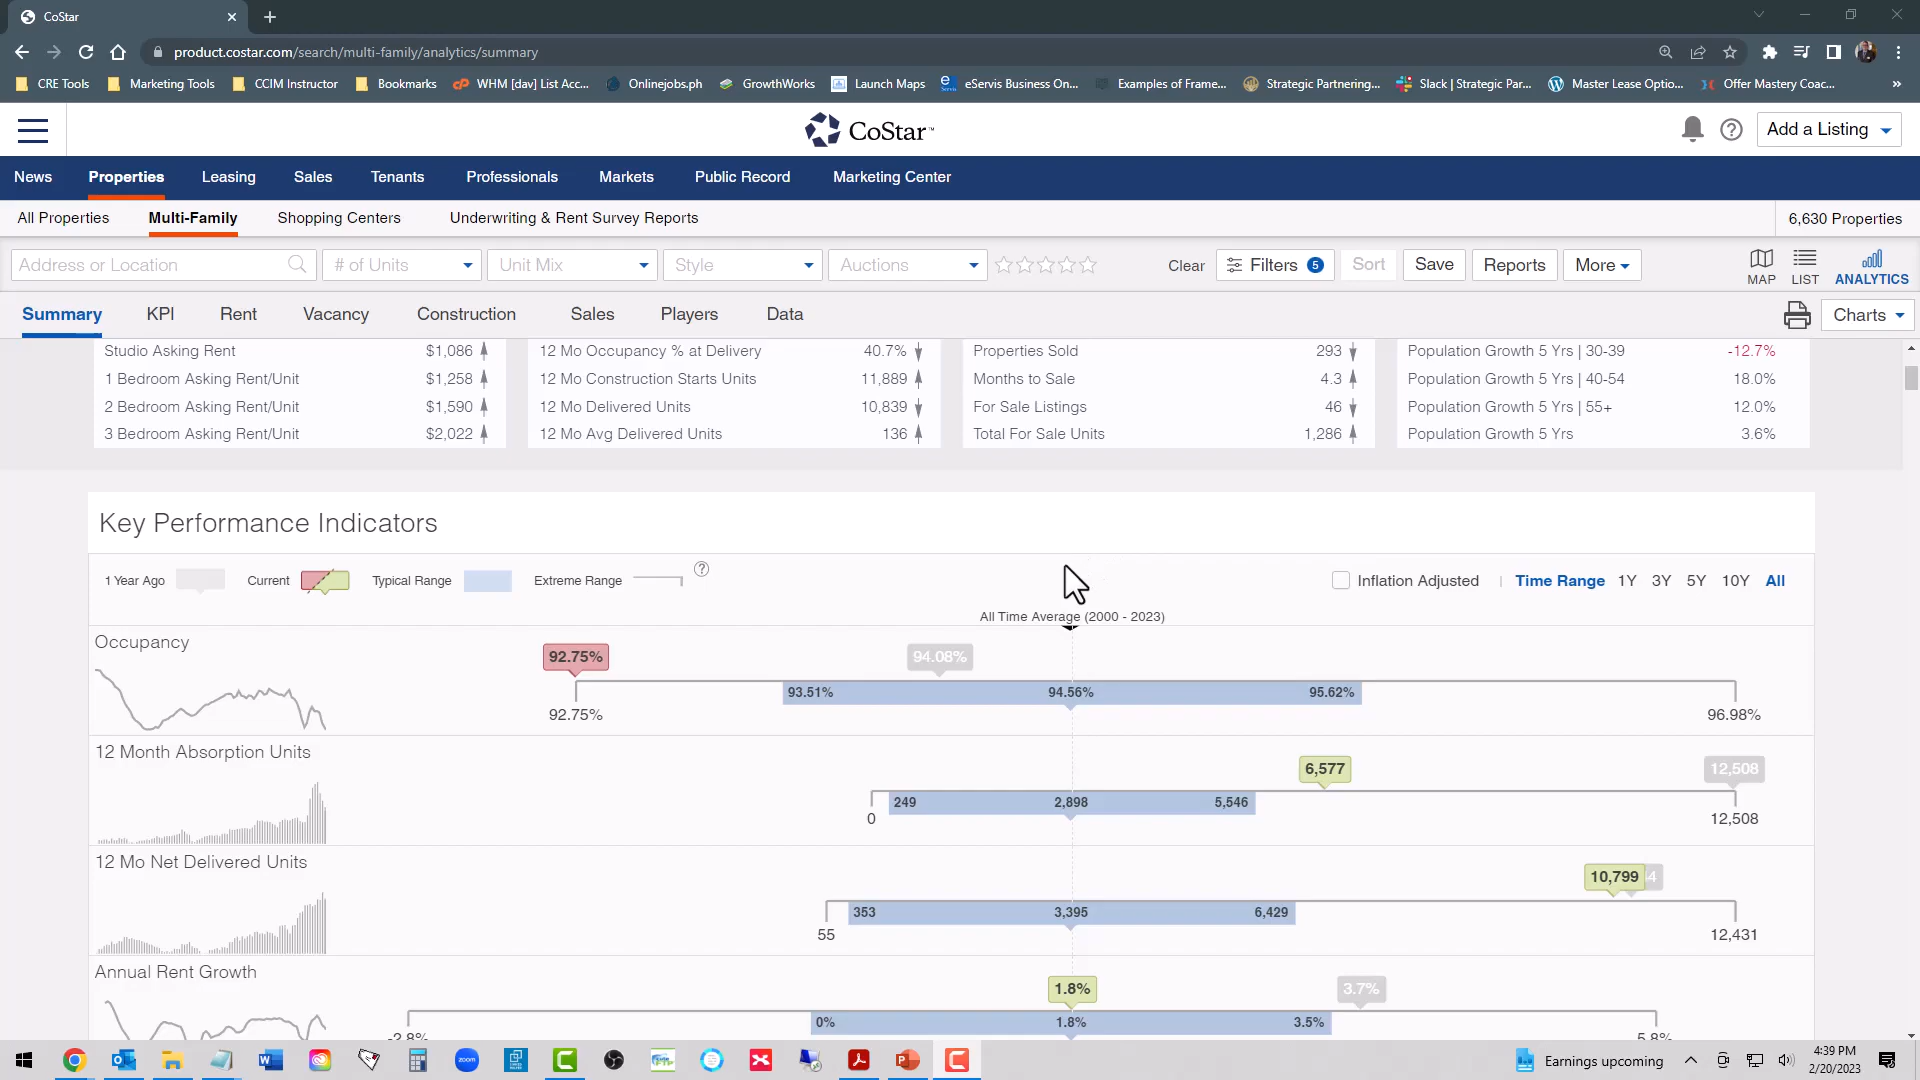 CoStar
product.costar.com/search/multi-family/analytics/summary
CRE Tools Marketing Tools CCIM Instructor Bookmarks WHM [dav] List Acc... Onlinejobs.ph GrowthWorks Launch Maps eServis Business On... Examples of Frame... Strategic Partnering... Slack | Strategic Par... Master Lease Optio... Offer Mastery Coac... »
CoStar™ Add a Listing
News Properties Leasing Sales Tenants Professionals Markets Public Record Marketing Center
All Properties Multi-Family Shopping Centers Underwriting & Rent Survey Reports 6,630 Properties
Address or Location # of Units Unit Mix Style Auctions Clear Filters 5 Sort Save Reports More MAP LIST ANALYTICS
Summary KPI Rent Vacancy Construction Sales Players Data Charts
Studio Asking Rent $1,086 12 Mo Occupancy % at Delivery 40.7% Properties Sold 293 Population Growth 5 Yrs | 30-39 -12.7%
1 Bedroom Asking Rent/Unit $1,258 12 Mo Construction Starts Units 11,889 Months to Sale 4.3 Population Growth 5 Yrs | 40-54 18.0%
2 Bedroom Asking Rent/Unit $1,590 12 Mo Delivered Units 10,839 For Sale Listings 46 Population Growth 5 Yrs | 55+ 12.0%
3 Bedroom Asking Rent/Unit $2,022 12 Mo Avg Delivered Units 136 Total For Sale Units 1,286 Population Growth 5 Yrs 3.6%
Key Performance Indicators
1 Year Ago Current Typical Range Extreme Range ? Inflation Adjusted | Time Range 1Y 3Y 5Y 10Y All
All Time Average (2000 - 2023)
Occupancy
92.75% 94.08%
93.51% 94.56% 95.62%
92.75% 96.98%
12 Month Absorption Units
6,577 12,508
249 2,898 5,546
0 12,508
12 Mo Net Delivered Units
10,799 4
353 3,395 6,429
55 12,431
Annual Rent Growth
1.8% 3.7%
0% 1.8% 3.5%
-2.8% 5.8%
Earnings upcoming
4:39 PM
2/20/2023